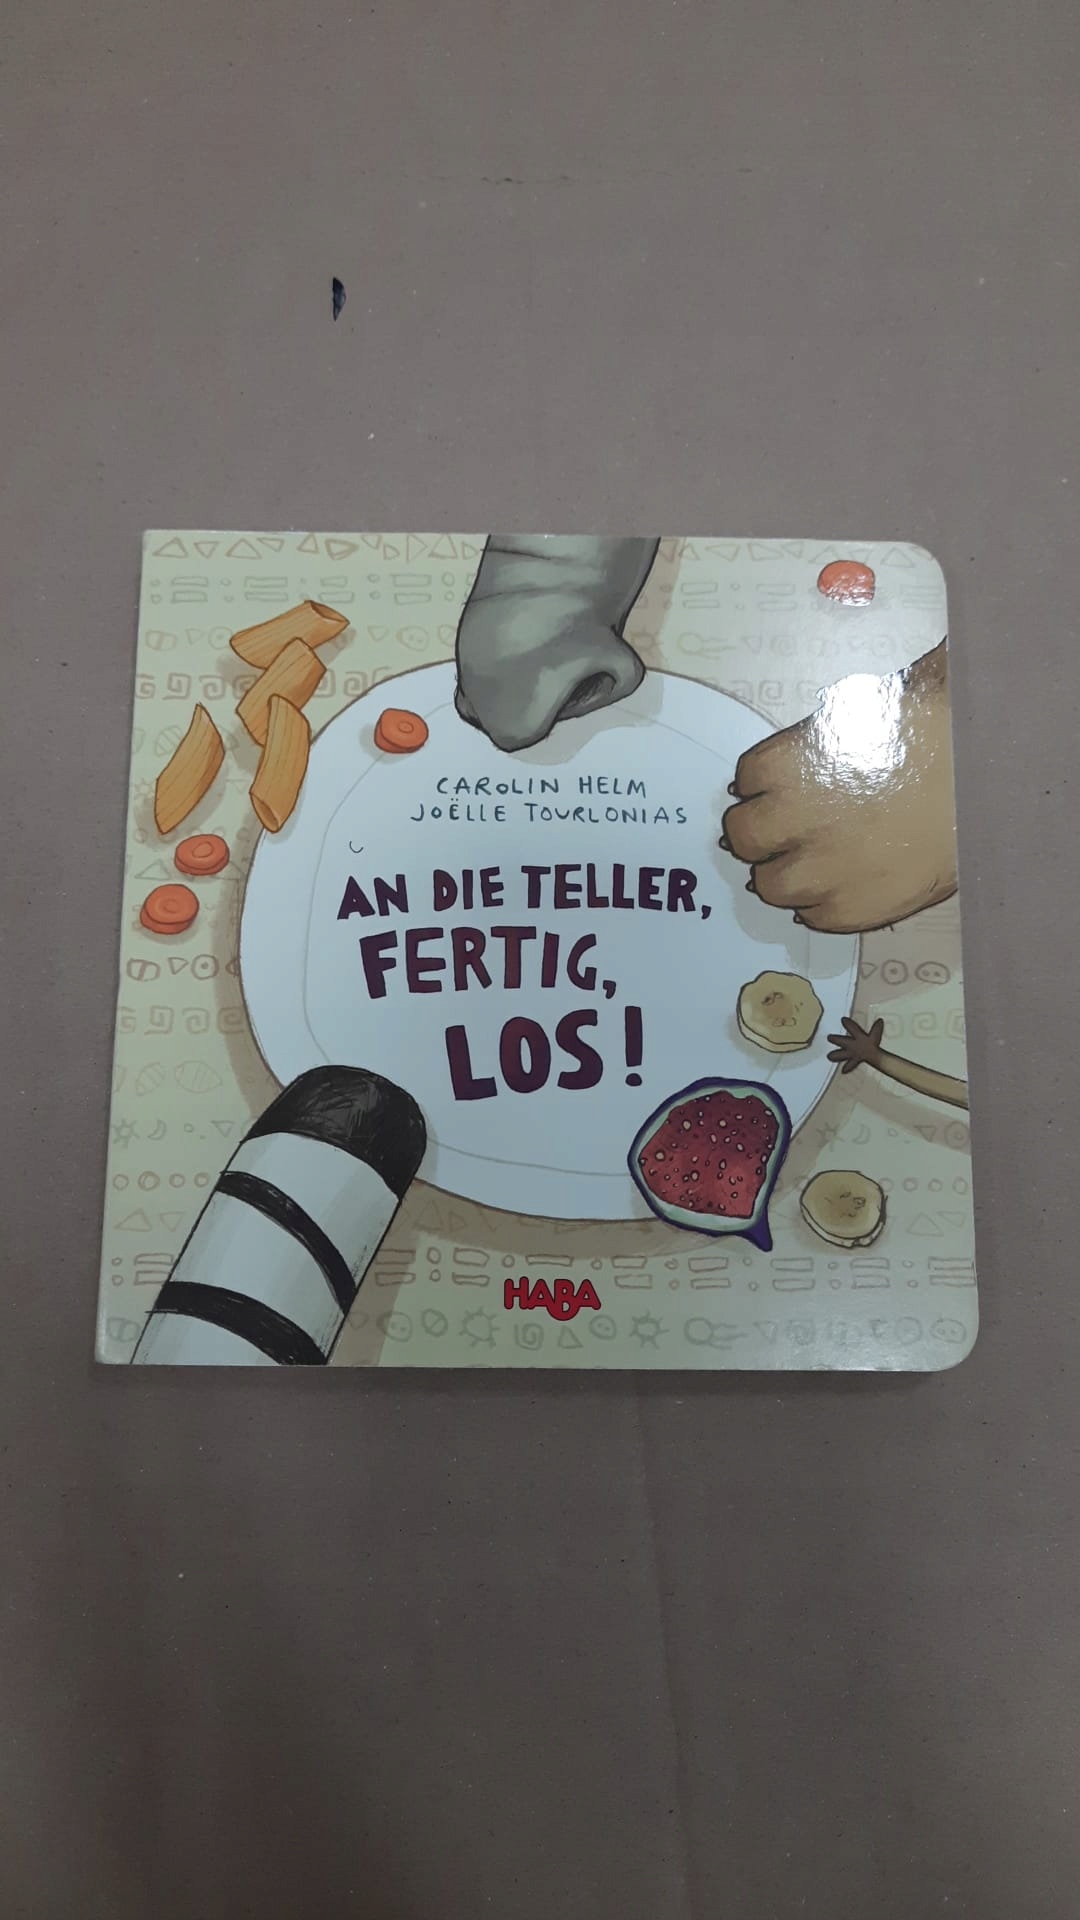 CAROLIN HELM
JOËLLE TOURLONIAS
AN DIE TELLER,
FERTIG,
LOS!
HABA